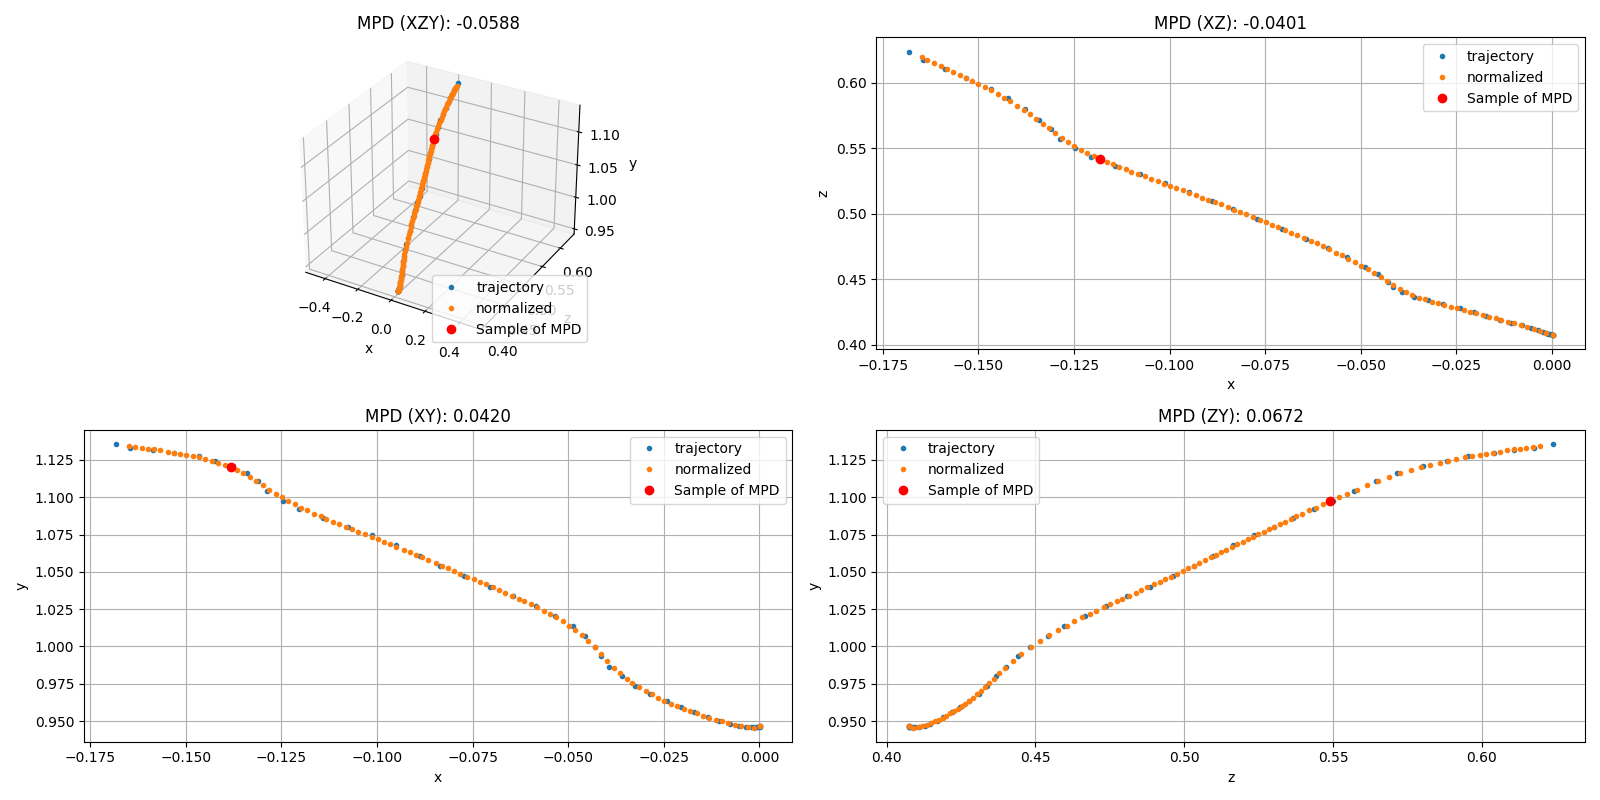 MPD (XZY): -0.0588
1.10
1.05
1.00
0.95
y
0.60
0.55
z
0.40
−0.4
−0.2
0.0
0.2
0.4
x
trajectory
normalized
Sample of MPD
MPD (XZ): -0.0401
trajectory
normalized
Sample of MPD
0.60
0.55
0.50
0.45
0.40
z
−0.175
−0.150
−0.125
−0.100
−0.075
−0.050
−0.025
0.000
x
MPD (XY): 0.0420
trajectory
normalized
Sample of MPD
1.125
1.100
1.075
1.050
1.025
1.000
0.975
0.950
y
−0.175
−0.150
−0.125
−0.100
−0.075
−0.050
−0.025
0.000
x
MPD (ZY): 0.0672
trajectory
normalized
Sample of MPD
1.125
1.100
1.075
1.050
1.025
1.000
0.975
0.950
y
0.40
0.45
0.50
0.55
0.60
z